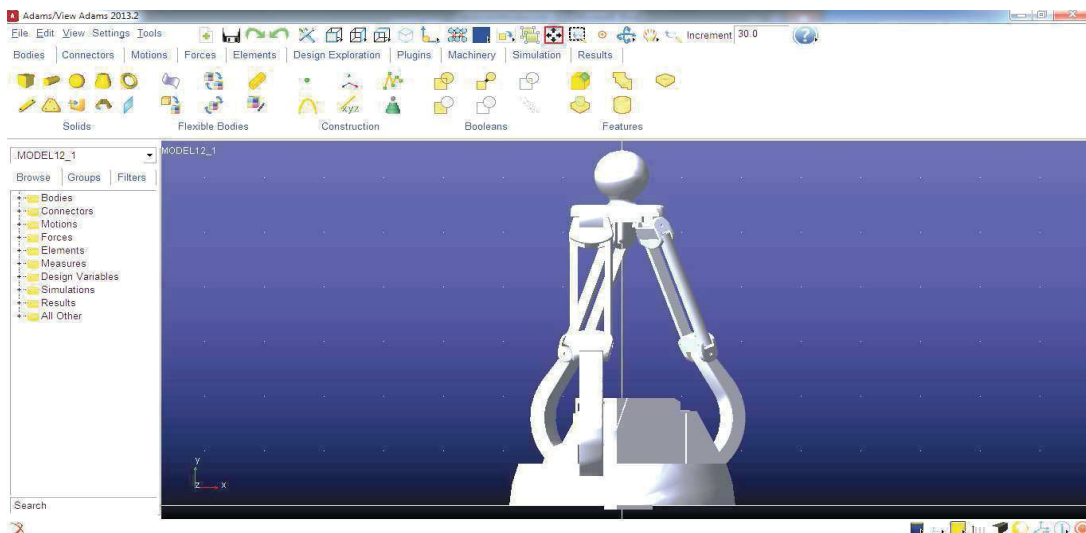 Adams/View Adams 2013.2
File Edit View Settings Tools
Increment 30.0
Bodies Connectors Motions Forces Elements Design Exploration Plugins Machinery Simulation Results
xyz
Solids Flexible Bodies Construction Booleans Features
.MODEL12_1
MODEL12_1
Browse Groups Filters
Bodies
Connectors
Motions
Forces
Elements
Measures
Design Variables
Simulations
Results
All Other
y
z x
Search